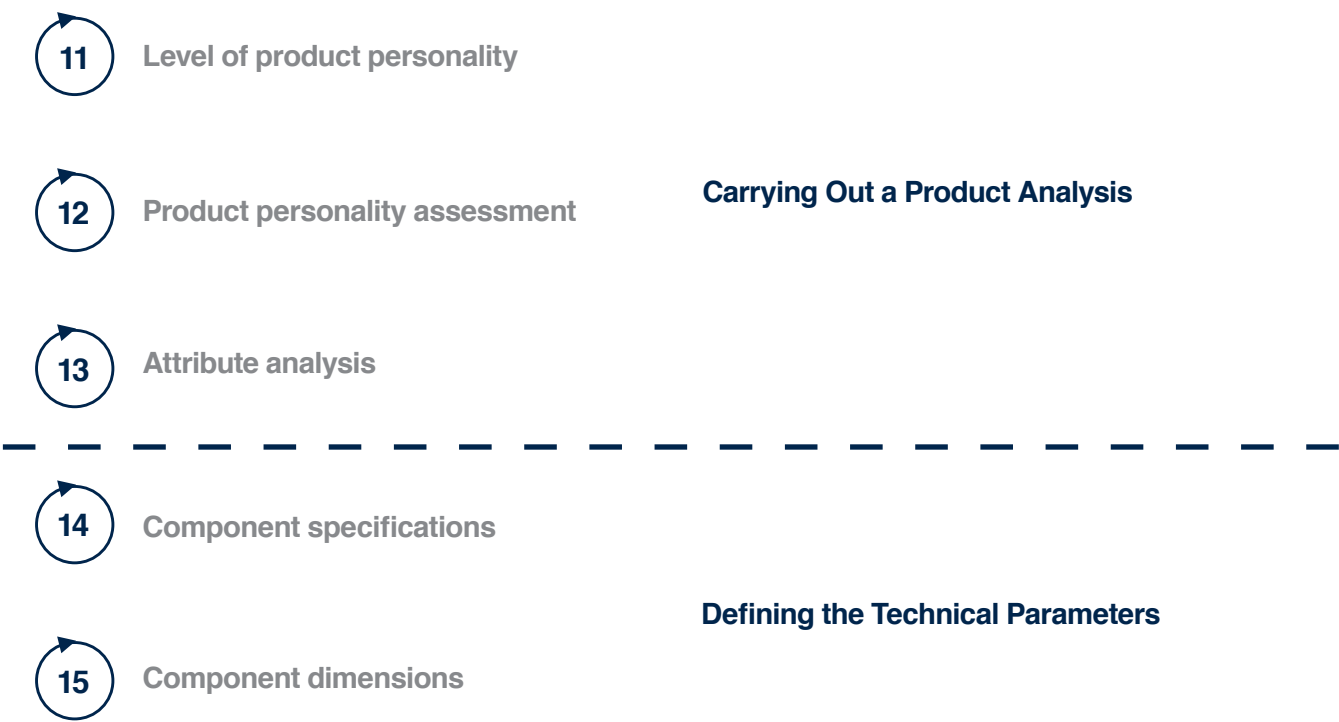 11 Level of product personality
12 Product personality assessment
Carrying Out a Product Analysis
13 Attribute analysis
14 Component specifications
Defining the Technical Parameters
15 Component dimensions